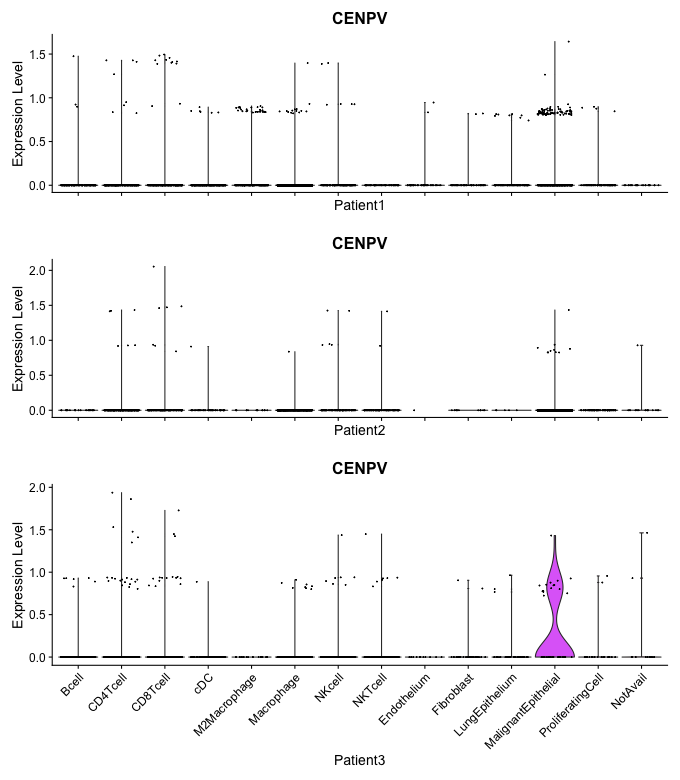 CENPV
Expression Level
1.5
1.0
0.5
0.0
Patient1
CENPV
Expression Level
2.0
1.5
1.0
0.5
0.0
Patient2
CENPV
Expression Level
2.0
1.5
1.0
0.5
0.0
Bcell
CD4Tcell
CD8Tcell
cDC
M2Macrophage
Macrophage
NKcell
NKTcell
Endothelium
Fibroblast
LungEpithelium
MalignantEpithelial
ProliferatingCell
NotAvail
Patient3